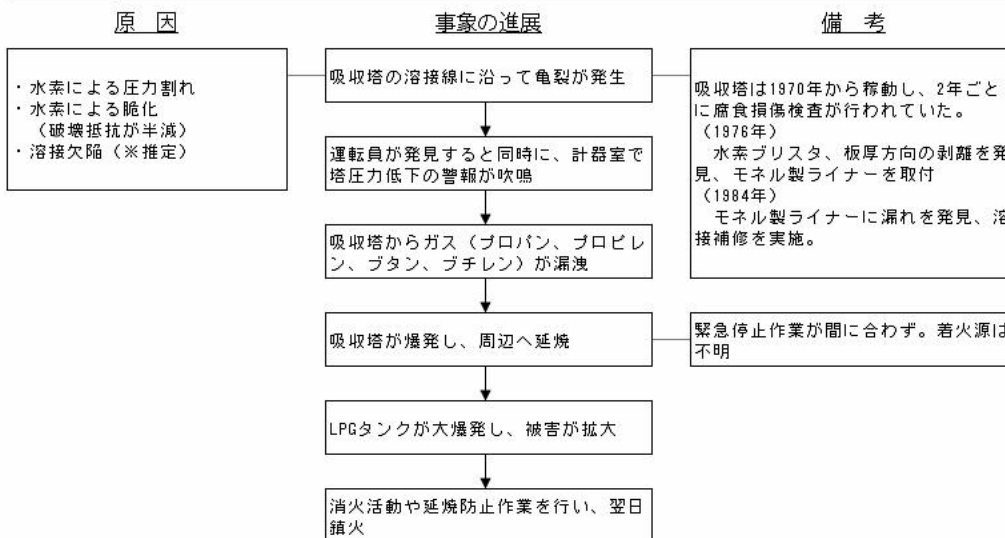 原　因
事象の進展
備　考
・水素による圧力割れ
・水素による脆化
（破壊抵抗が半減）
・溶接欠陥（※推定）
吸収塔の溶接線に沿って亀裂が発生
運転員が発見すると同時に、計器室で
塔圧力低下の警報が吹鳴
吸収塔からガス（プロパン、プロピレ
ン、ブタン、ブチレン）が漏洩
吸収塔が爆発し、周辺へ延焼
LPGタンクが大爆発し、被害が拡大
消火活動や延焼防止作業を行い、翌日
鎮火
吸収塔は1970年から稼動し、2年ごと
に腐食損傷検査が行われていた。
（1976年）
水素ブリスタ、板厚方向の剥離を発
見、モネル製ライナーを取付
（1984年）
モネル製ライナーに漏れを発見、溶
接補修を実施。
緊急停止作業が間に合わず。着火源は
不明